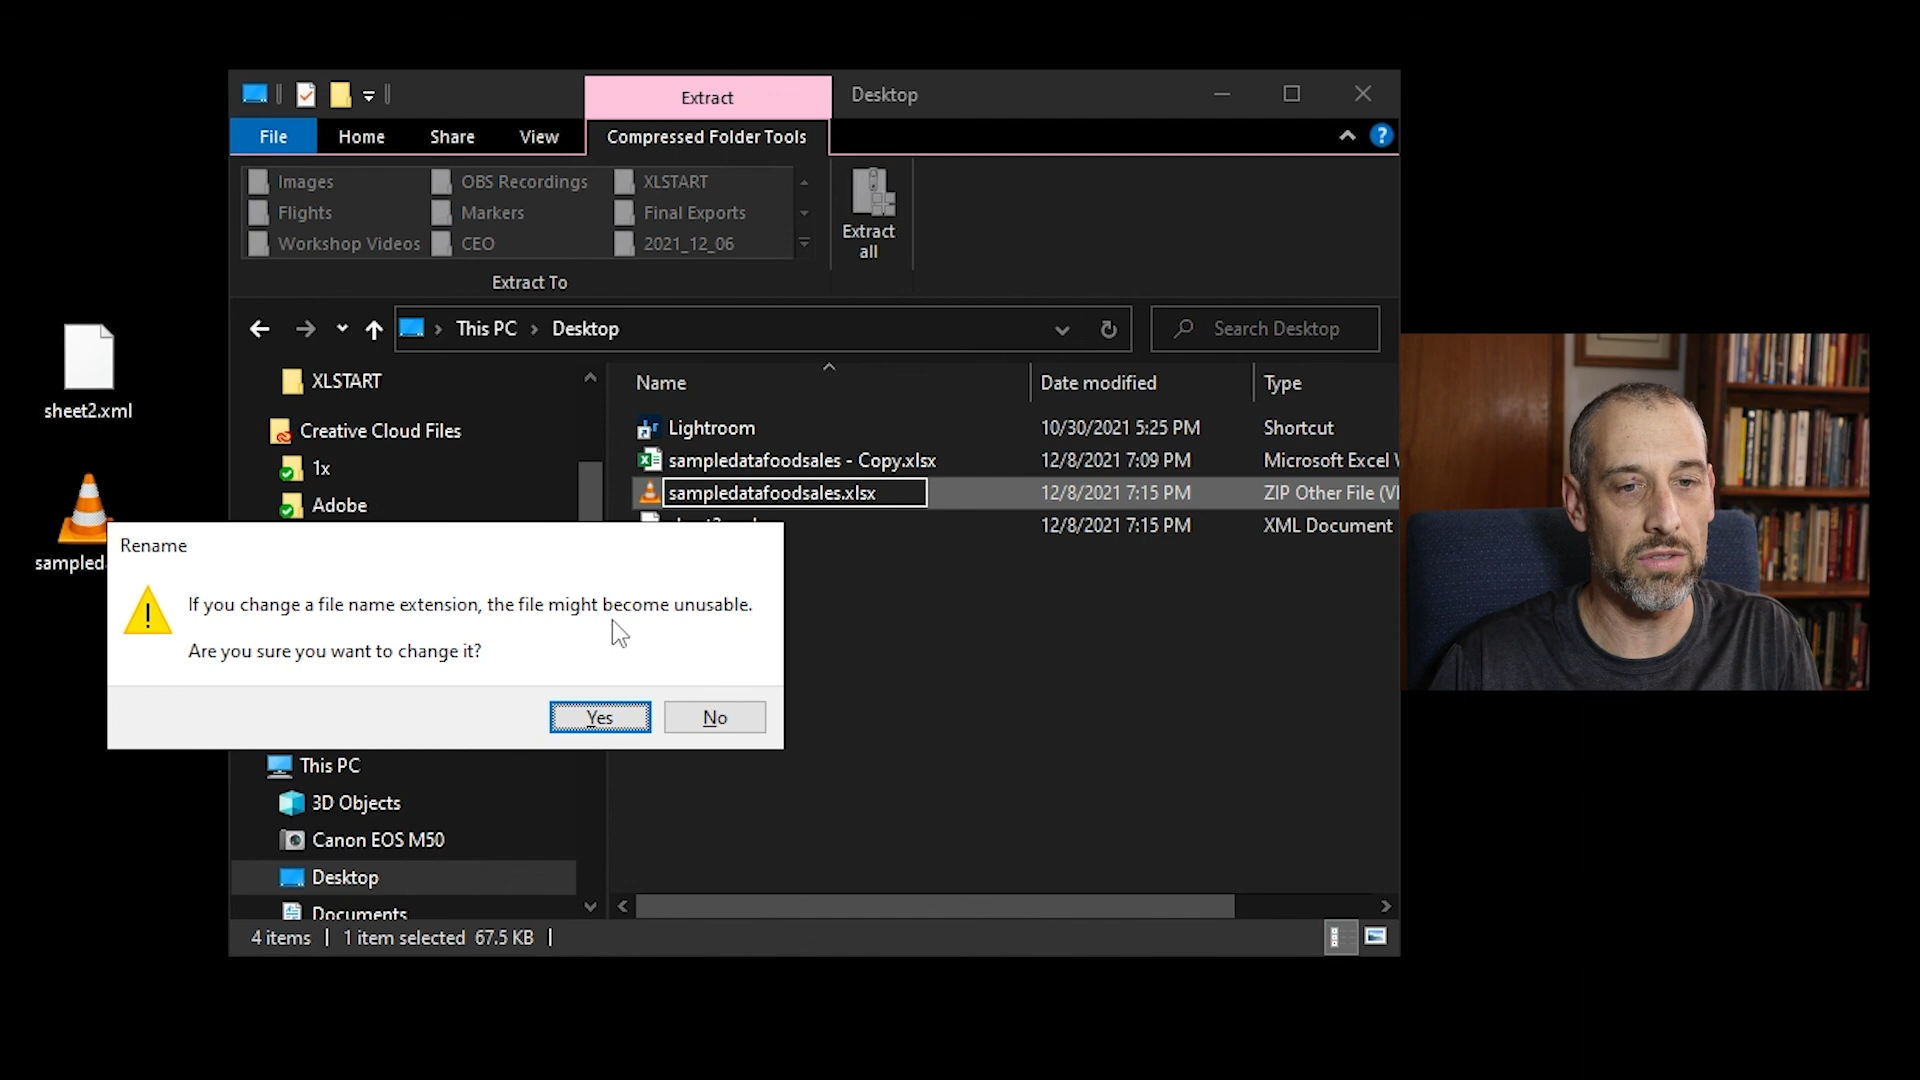 Extract
Desktop
File
Home
Share
View
Compressed Folder Tools
?
Images
OBS Recordings
XLSTART
Flights
Markers
Final Exports
Workshop Videos
CEO
2021_12_06
Extract
all
Extract To
This PC
Desktop
Search Desktop
XLSTART
Creative Cloud Files
1x
Adobe
Name
Date modified
Type
Lightroom
10/30/2021 5:25 PM
Shortcut
sampledatafoodsales - Copy.xlsx
12/8/2021 7:09 PM
Microsoft Excel
sampledatafoodsales.xlsx
12/8/2021 7:15 PM
ZIP Other File
12/8/2021 7:15 PM
XML Document
sheet2.xml
sampled
Rename
If you change a file name extension, the file might become unusable.
Are you sure you want to change it?
Yes
No
This PC
3D Objects
Canon EOS M50
Desktop
Documents
4 items
1 item selected 67.5 KB